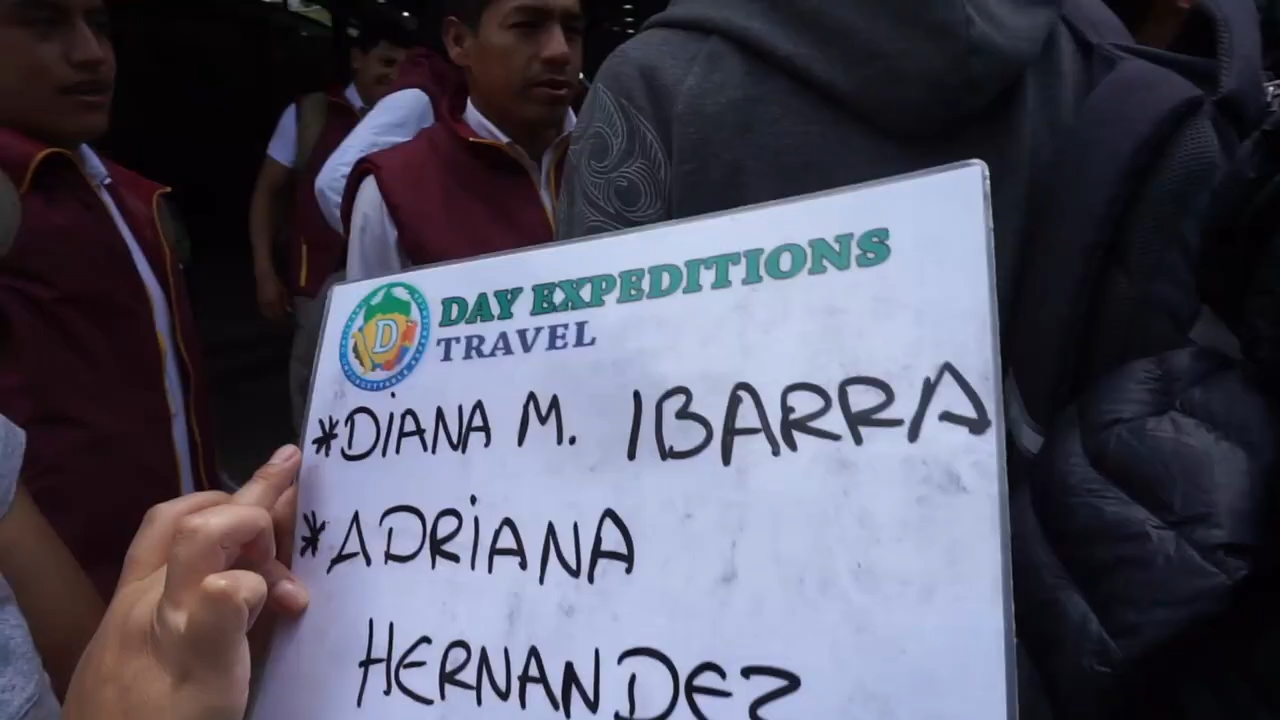 DAY EXPEDITIONS
TRAVEL
D
*DIANA M. IBARRA
*ADRIANA
HERNANDEZ